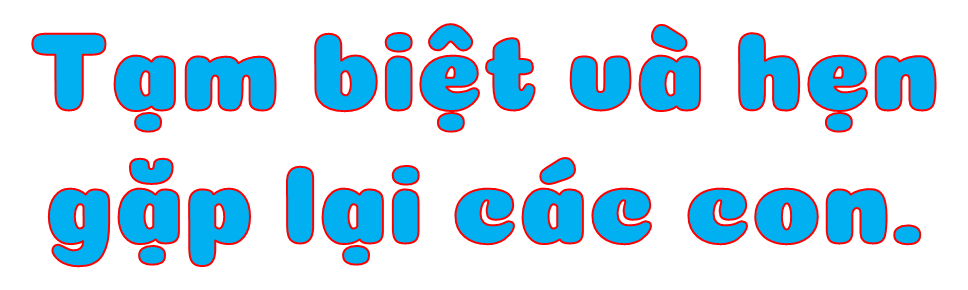 Tạm biệt và hẹn
gặp lại các con.